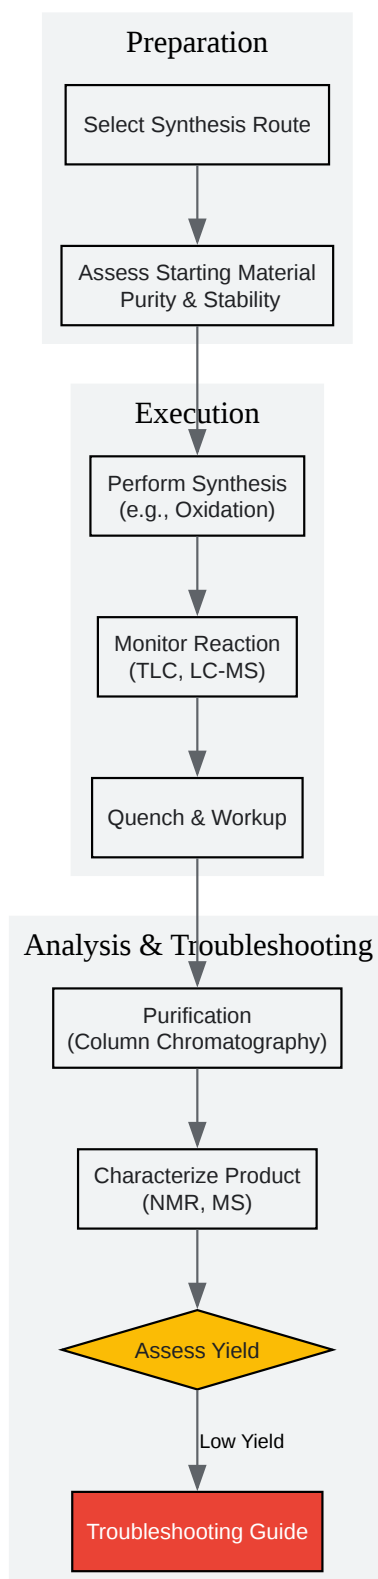 Preparation
Select Synthesis Route
Assess Starting Material
Purity & Stability
Execution
Perform Synthesis
(e.g., Oxidation)
Monitor Reaction
(TLC, LC-MS)
Quench & Workup
Analysis & Troubleshooting
Purification
(Column Chromatography)
Characterize Product
(NMR, MS)
Assess Yield
Low Yield
Troubleshooting Guide